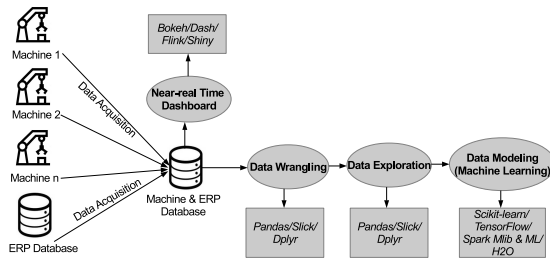 Bokeh/Dash/
Flink/Shiny
Machine 1
Data Acquisition
Near-real Time
Dashboard
Machine 2
Machine n
Data Acquisition
Machine & ERP
Database
ERP Database
Data Wrangling
Data Exploration
Data Modeling
(Machine Learning)
Pandas/Slick/
Dplyr
Pandas/Slick/
Dplyr
Scikit-learn/
TensorFlow/
Spark Mlib & ML/
H2O